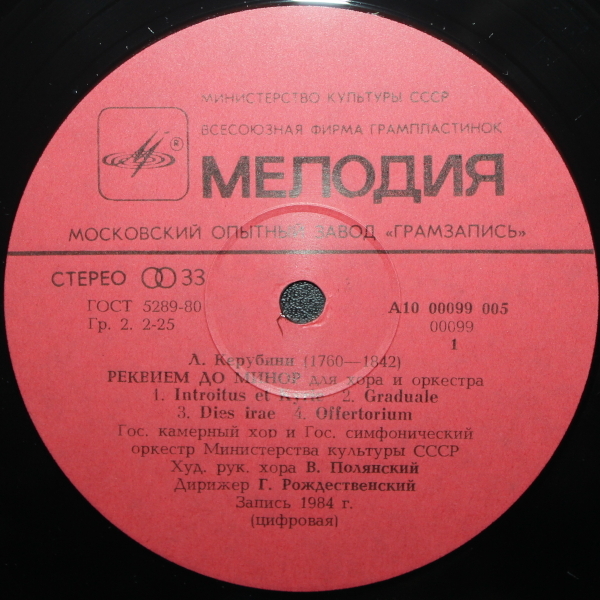 МИНИСТЕРСТВО КУЛЬТУРЫ СССР
ВСЕСОЮЗНАЯ ФИРМА ГРАМПЛАСТИНОК
®
МЕЛОДИЯ
МОСКОВСКИЙ ОПЫТНЫЙ ЗАВОД «ГРАМЗАПИСЬ»
СТЕРЕО 33
ГОСТ 5289-80
Гр. 2. 2-25
А10 00099 005
00099
1
Л. Керубини (1760—1842)
РЕКВИЕМ ДО МИНОР для хора и оркестра
1. Introitus et Kyrie 2. Graduale
3. Dies irae 4. Offertorium
Гос. камерный хор и Гос. симфонический
оркестр Министерства культуры СССР
Худ. рук. хора В. Полянский
Дирижер Г. Рождественский
Запись 1984 г.
(цифровая)